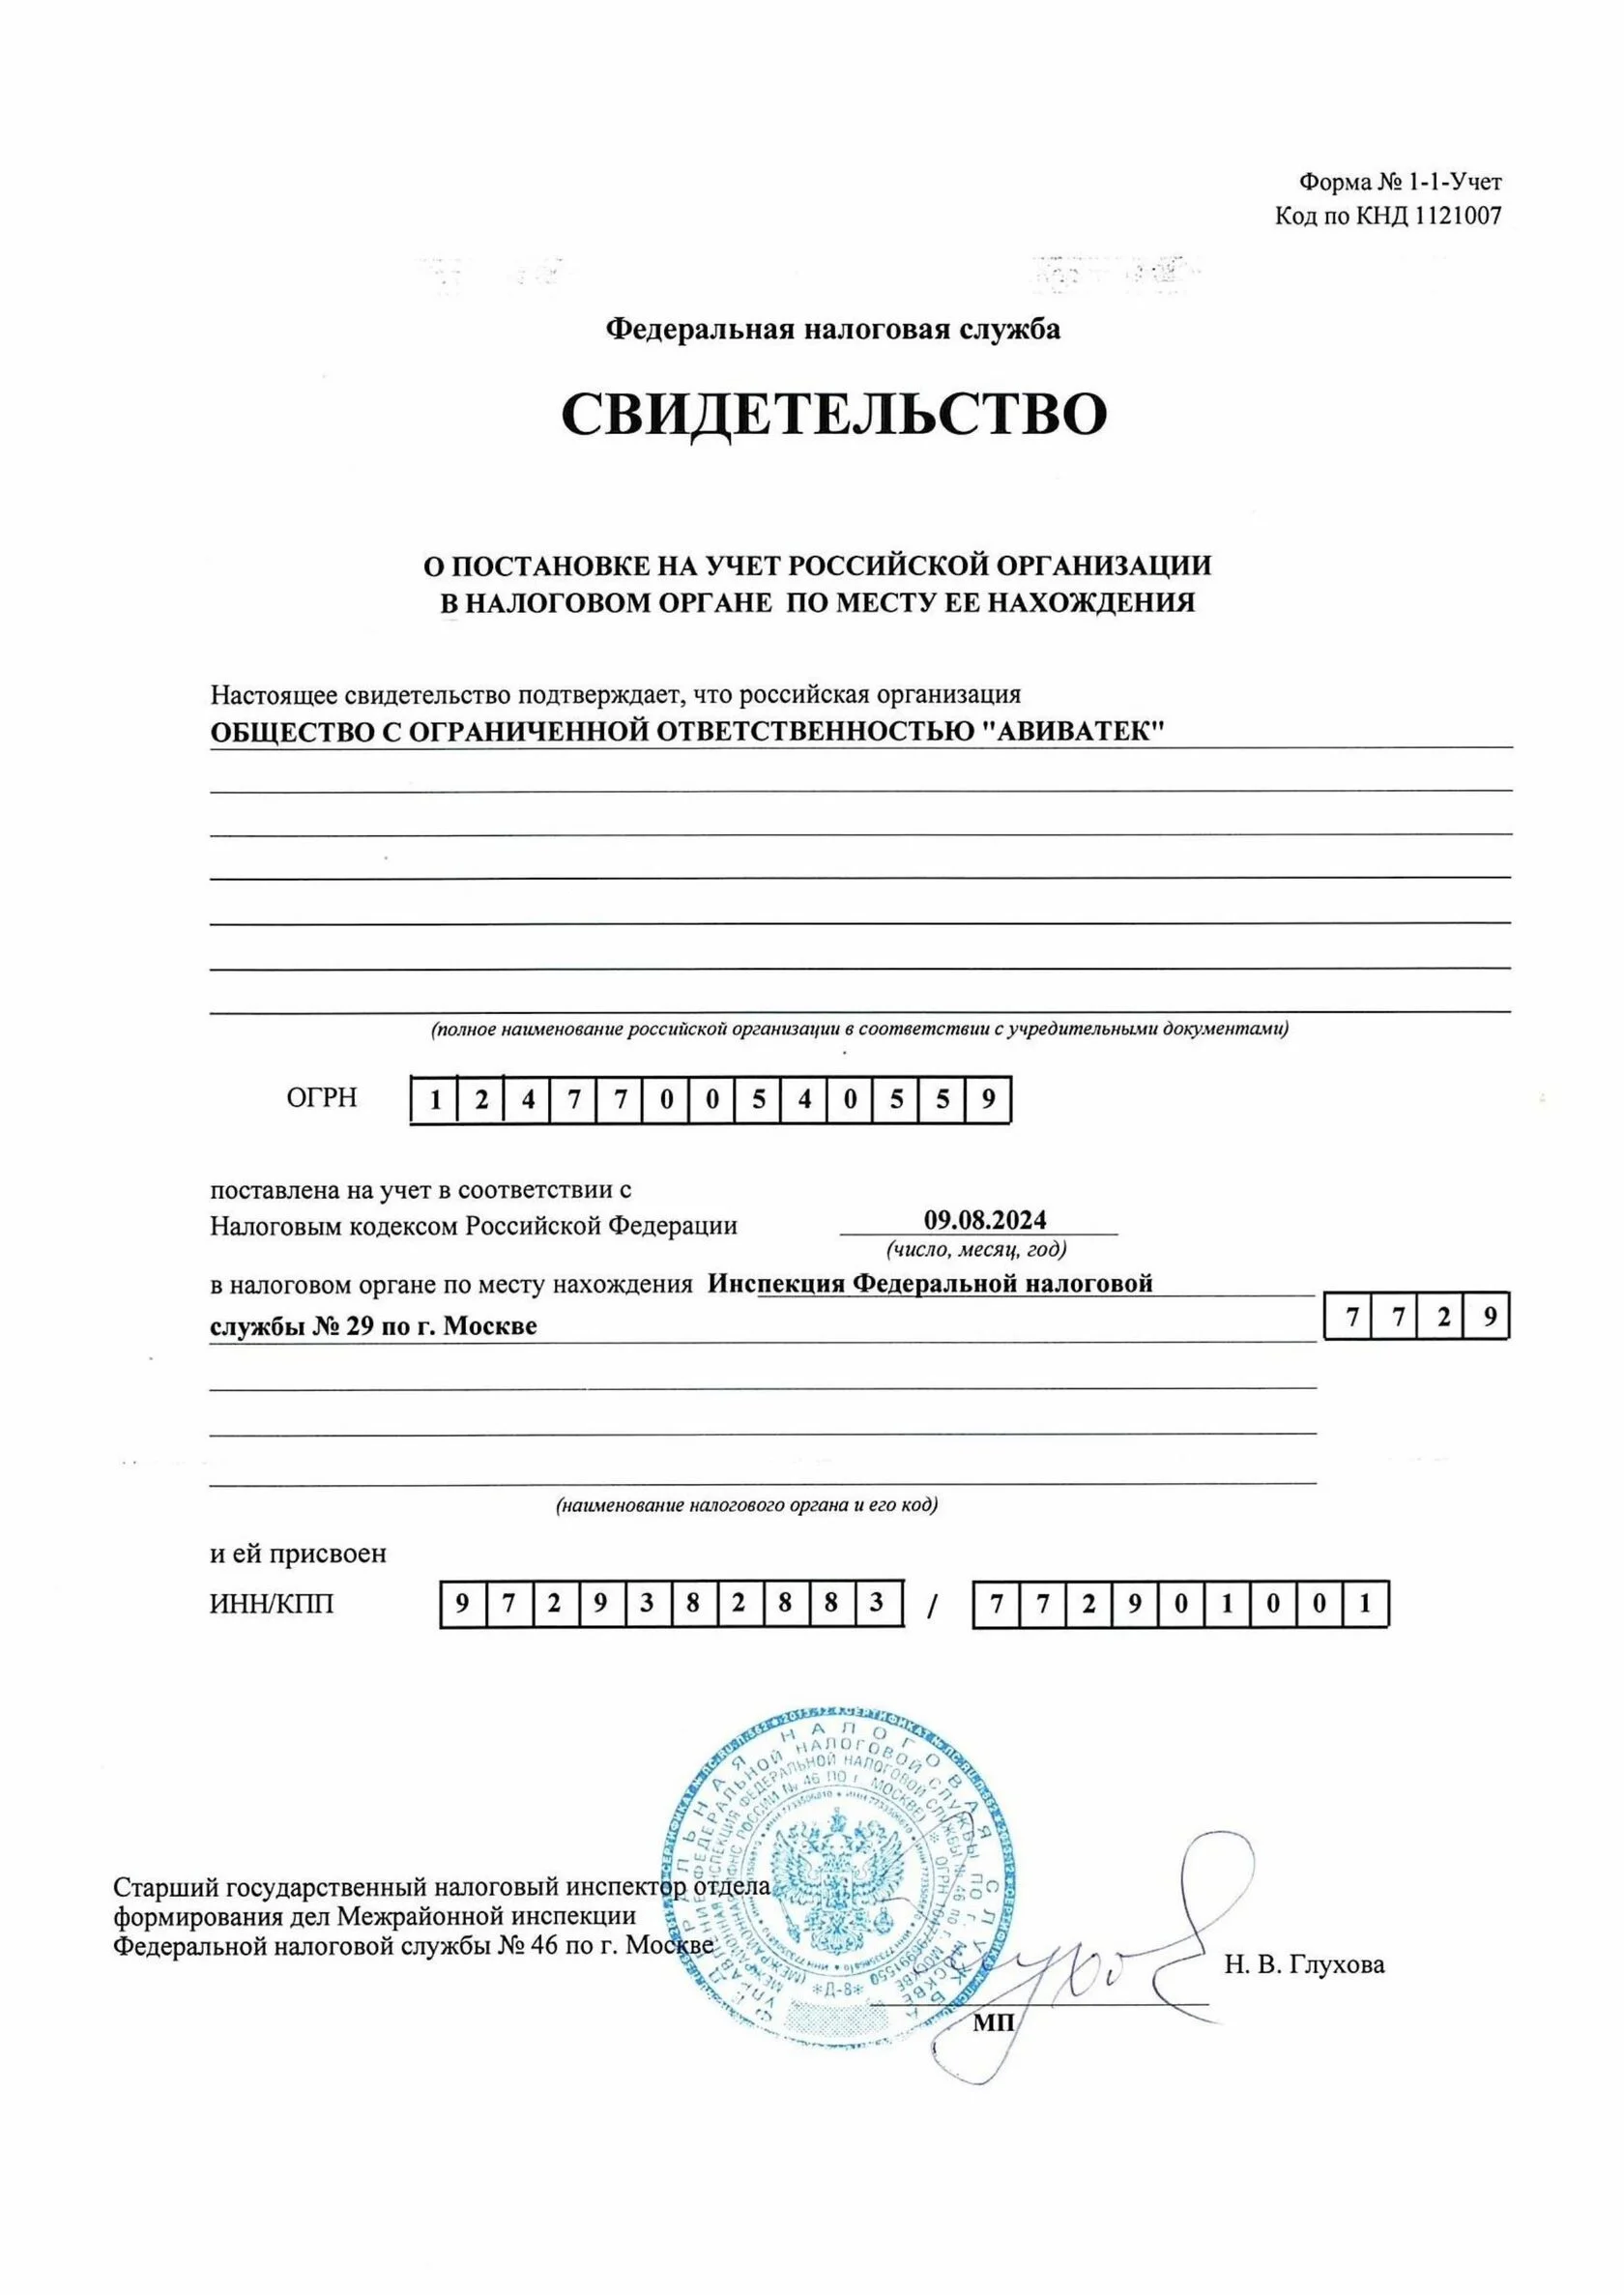 Форма № 1-1-Учет
Код по КНД 1121007
Федеральная налоговая служба
СВИДЕТЕЛЬСТВО
О ПОСТАНОВКЕ НА УЧЕТ РОССИЙСКОЙ ОРГАНИЗАЦИИ
В НАЛОГОВОМ ОРГАНЕ ПО МЕСТУ ЕЕ НАХОЖДЕНИЯ
Настоящее свидетельство подтверждает, что российская организация
ОБЩЕСТВО С ОГРАНИЧЕННОЙ ОТВЕТСТВЕННОСТЬЮ "АВИВАТЕК"
(полное наименование российской организации в соответствии с учредительными документами)
ОГРН 1 2 4 7 7 0 0 5 4 0 5 5 9
поставлена на учет в соответствии с
Налоговым кодексом Российской Федерации 09.08.2024
(число, месяц, год)
в налоговом органе по месту нахождения Инспекция Федеральной налоговой
службы № 29 по г. Москве 7 7 2 9
(наименование налогового органа и его код)
и ей присвоен
ИНН/КПП 9 7 2 9 3 8 2 8 8 3 / 7 7 2 9 0 1 0 0 1
ФЕДЕРАЛЬНАЯ НАЛОГОВАЯ СЛУЖБА
УПРАВЛЕНИЕ ФЕДЕРАЛЬНОЙ НАЛОГОВОЙ СЛУЖБЫ ПО Г. МОСКВЕ
*Д-8*
Старший государственный налоговый инспектор отдела
формирования дел Межрайонной инспекции
Федеральной налоговой службы № 46 по г. Москве
Н. В. Глухова
МП